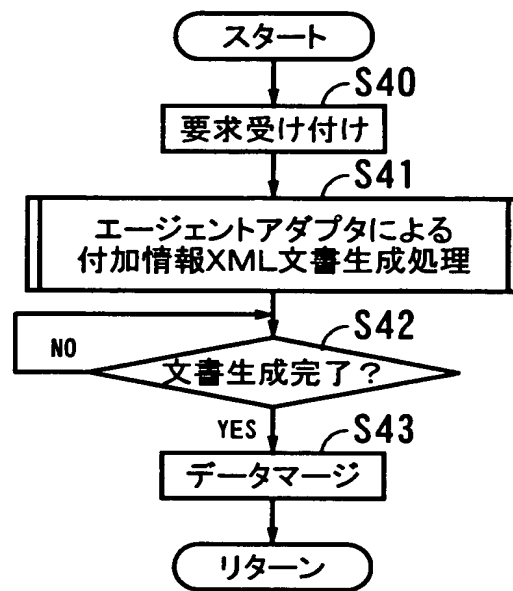 スタート
S40
要求受け付け
S41
エージェントアダプタによる
付加情報XML文書生成処理
S42
NO
文書生成完了？
YES
S43
データマージ
リターン